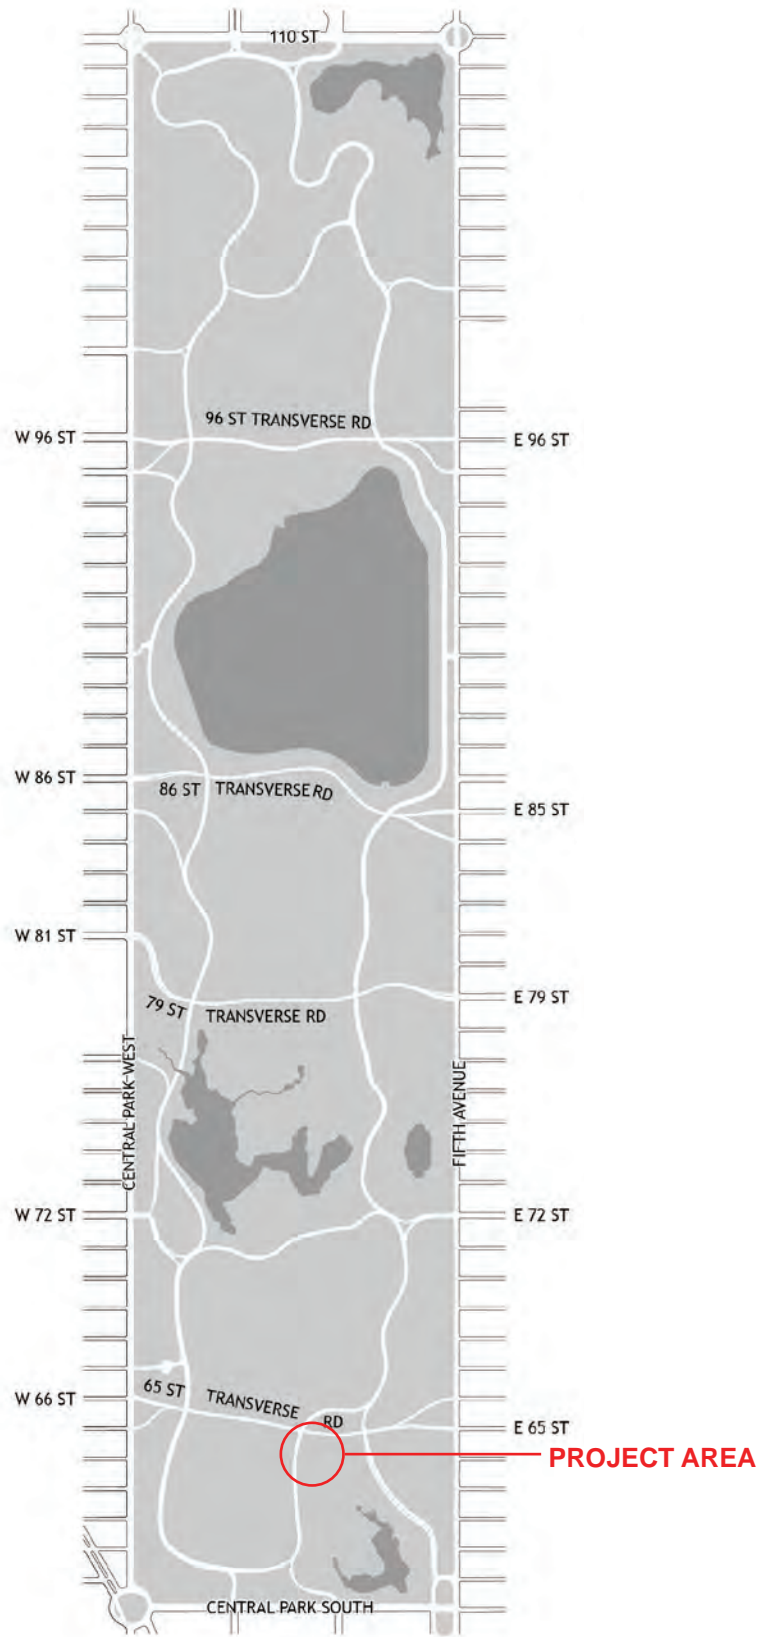 110 ST
96 ST TRANSVERSE RD
W 96 ST
E 96 ST
W 86 ST
86 ST TRANSVERSE RD
E 85 ST
W 81 ST
E 79 ST
79 ST TRANSVERSE RD
CENTRAL PARK WEST
FIFTH AVENUE
W 72 ST
E 72 ST
65 ST TRANSVERSE RD
W 66 ST
E 65 ST
PROJECT AREA
CENTRAL PARK SOUTH